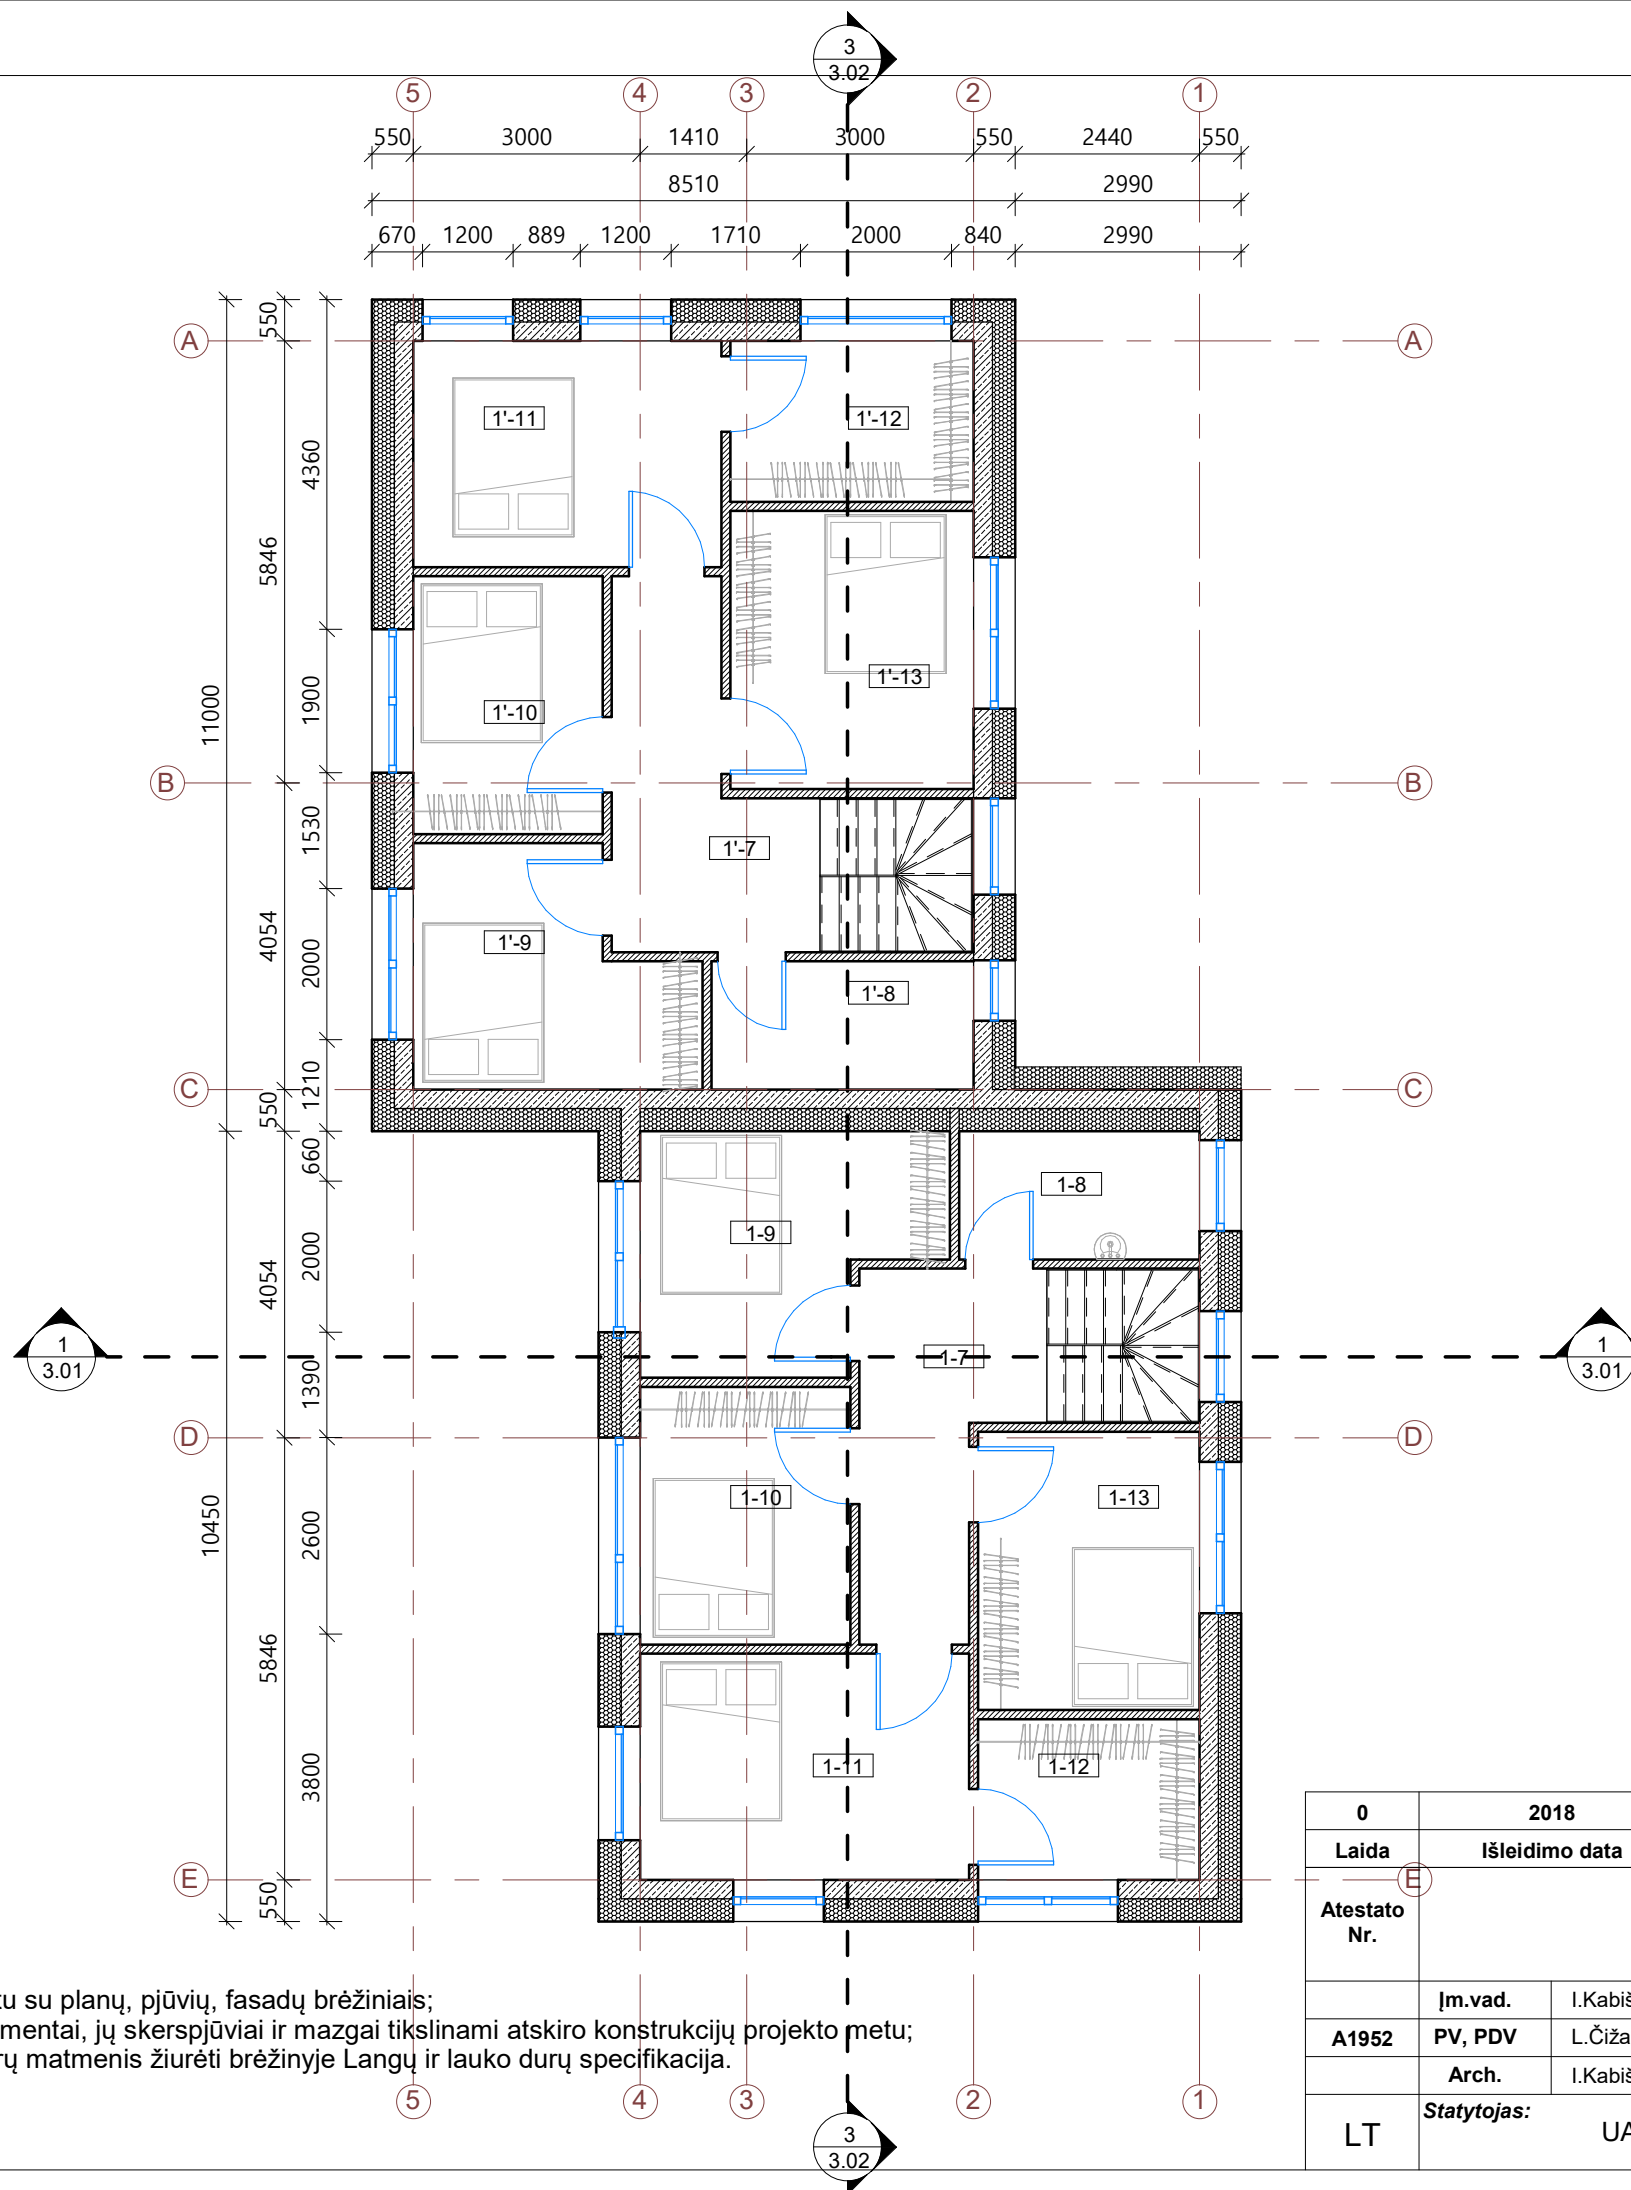 3
3.02
5 4 3 2 1
550 3000 1410 3000 550 2440 550
8510 2990
670 1200 889 1200 1710 2000 840 2990
550
A A
1'-11 1'-12
4360
5846
1'-13
1'-10
1900
11000
B B
1530
1'-7
4054
1'-9
2000
1'-8
1210
C C
550
660
1-8
1-9
2000
4054
1
3.01
1-7
1
3.01
1390
D D
1-10 1-13
10450
2600
5846
1-11 1-12
3800
E E
550
0 2018
Laida Išleidimo data
Atestato
Nr.
Įm.vad. I.Kabiš
A1952 PV, PDV L.Čiža
Arch. I.Kabiš
LT Statytojas: UA
tu su planų, pjūvių, fasadų brėžiniais;
mentai, jų skerspjūviai ir mazgai tikslinami atskiro konstrukcijų projekto metu;
rų matmenis žiurėti brėžinyje Langų ir lauko durų specifikacija.
5 4 3 2 1
3
3.02